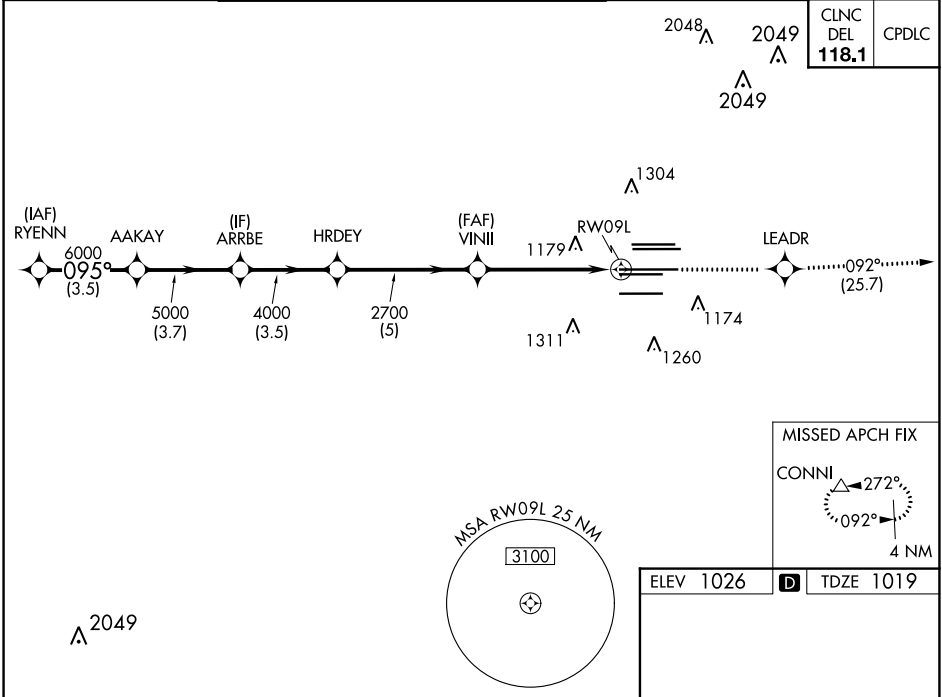 CLNC
DEL
118.1
CPDLC
2048
2049
2049
1304
(IAF)
RYENN
AAKAY
(IF)
ARRBE
HRDEY
(FAF)
VINII
1179
RW09L
LEADR
6000
095°
(3.5)
092°
(25.7)
5000
(3.7)
4000
(3.5)
2700
(5)
1174
1311
1260
MISSED APCH FIX
CONNI
272°
092°
4 NM
MSA RW09L 25 NM
3100
ELEV 1026
D
TDZE 1019
2049